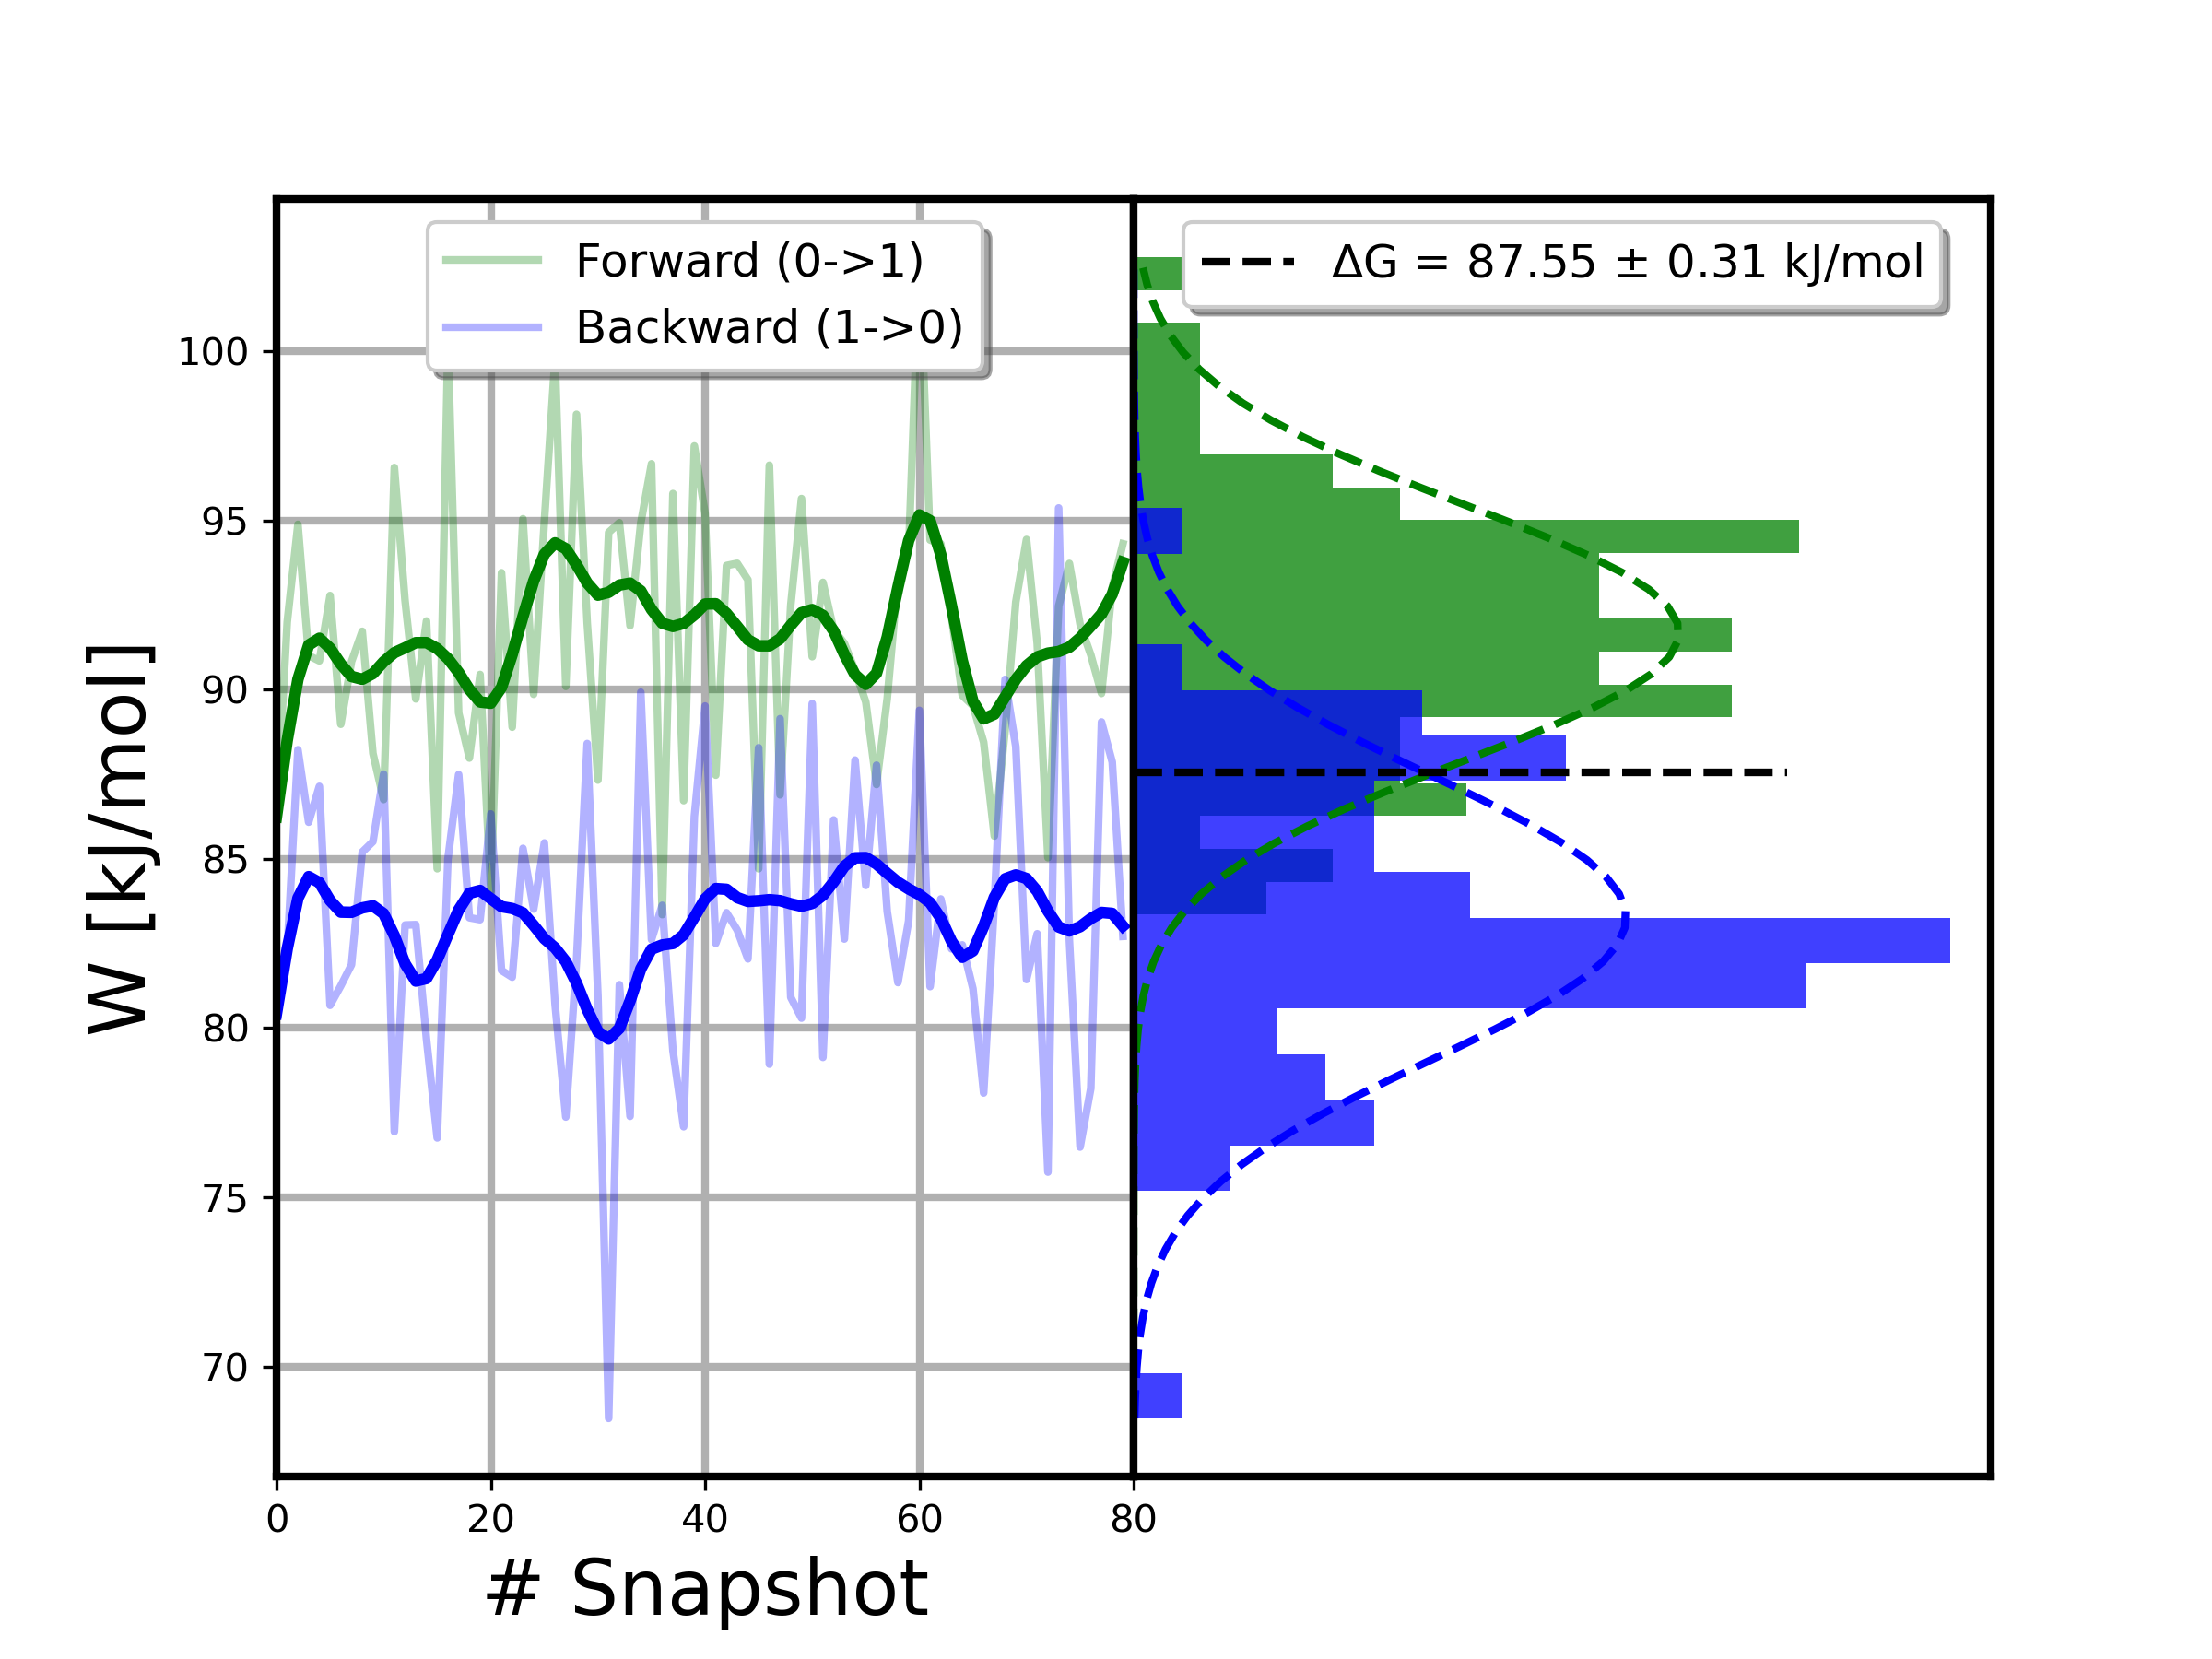 Forward (0->1)
Backward (1->0)
ΔG = 87.55 ± 0.31 kJ/mol
100
95
90
85
80
75
70
W [kJ/mol]
0 20 40 60 80
# Snapshot